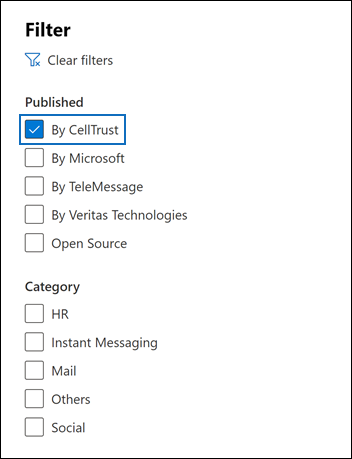 Filter
Clear filters
Published
By CellTrust
By Microsoft
By TeleMessage
By Veritas Technologies
Open Source
Category
HR
Instant Messaging
Mail
Others
Social